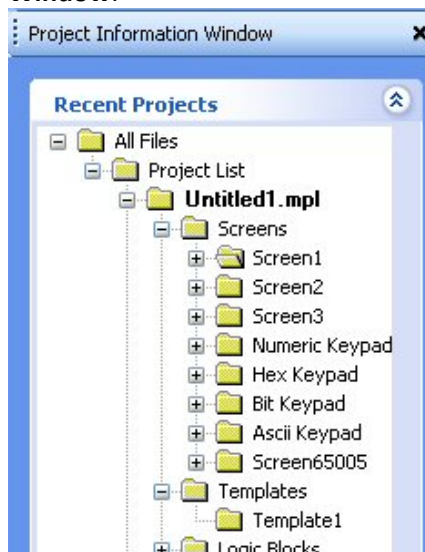 Window.
Project Information Window
Recent Projects
All Files
Project List
Untitled1.mpl
Screens
Screen1
Screen2
Screen3
Numeric Keypad
Hex Keypad
Bit Keypad
Ascii Keypad
Screen65005
Templates
Template1
Logic Blocks